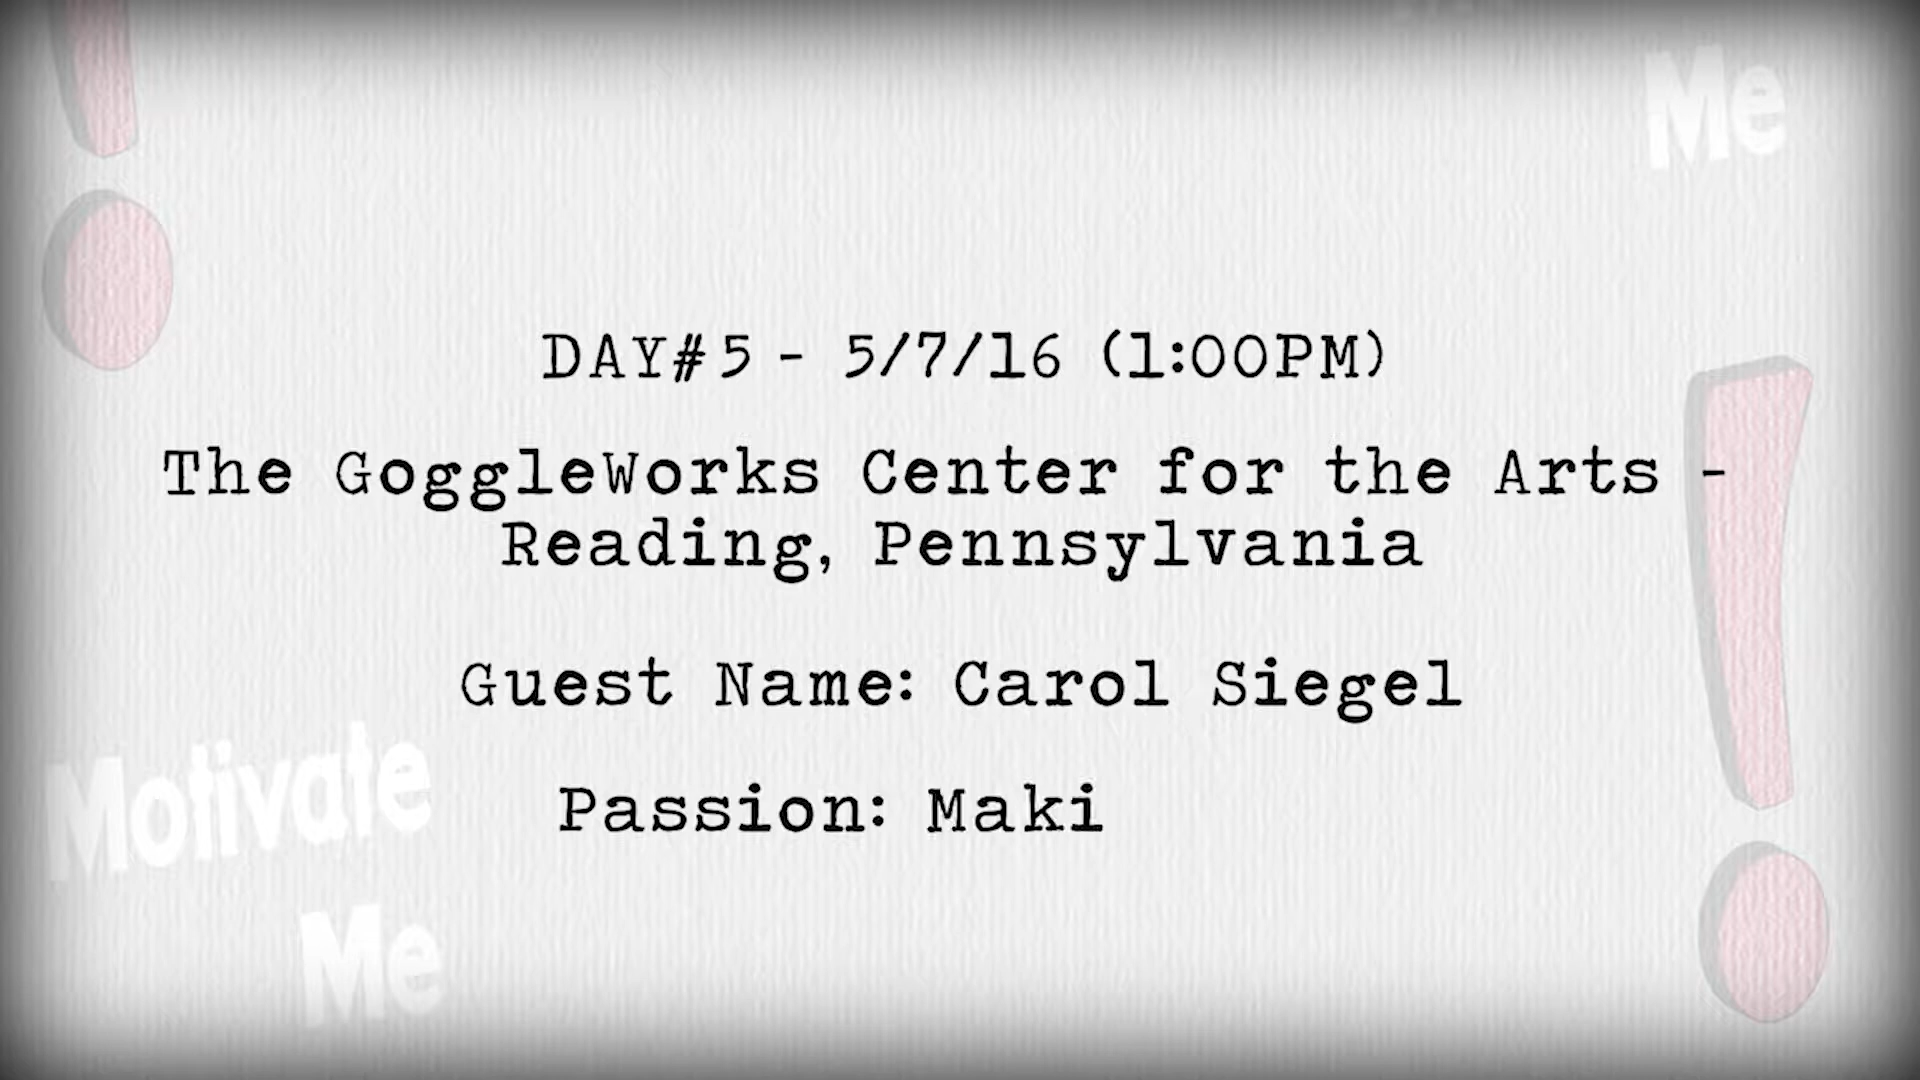 Me
DAY#5 - 5/7/16 (1:00PM)
The GoggleWorks Center for the Arts -
Reading, Pennsylvania
Guest Name: Carol Siegel
Passion: Maki
Motivate
Me